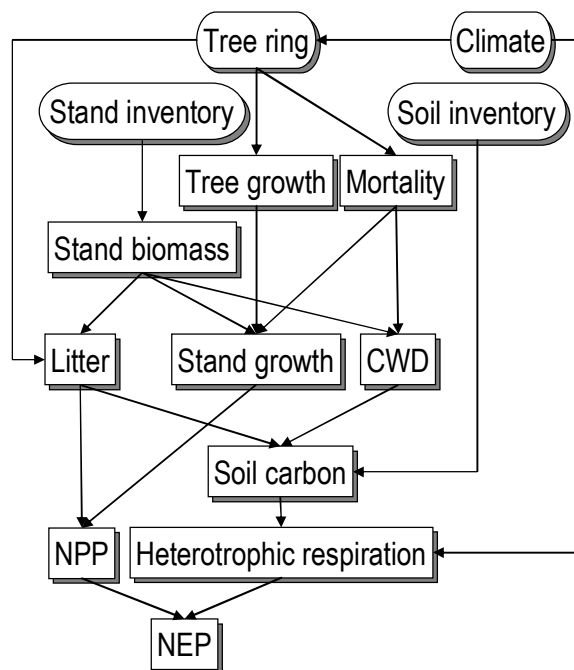 Tree ring
Climate
Stand inventory
Soil inventory
Tree growth
Mortality
Stand biomass
Litter
Stand growth
CWD
Soil carbon
NPP
Heterotrophic respiration
NEP